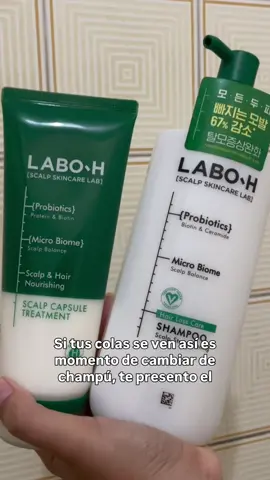 LABO-H
[SCALP SKINCARE LAB]
{Probiotics}
Protein & Biotin
{Micro Biome}
Scalp Balance
Scalp & Hair
Nourishing
SCALP CAPSULE
TREATMENT
모·든·두
빠지는 모발
67% 감소*
탈모증상완화
LABO-H
[SCALP SKINCARE LAB]
{Probiotics}
Biotin & Ceramide
Micro Biome
Scalp Balance
Hair Loss Care
SHAMPOO
Si tus colas se ven asi es
momento de cambiar de
champú, te presento el